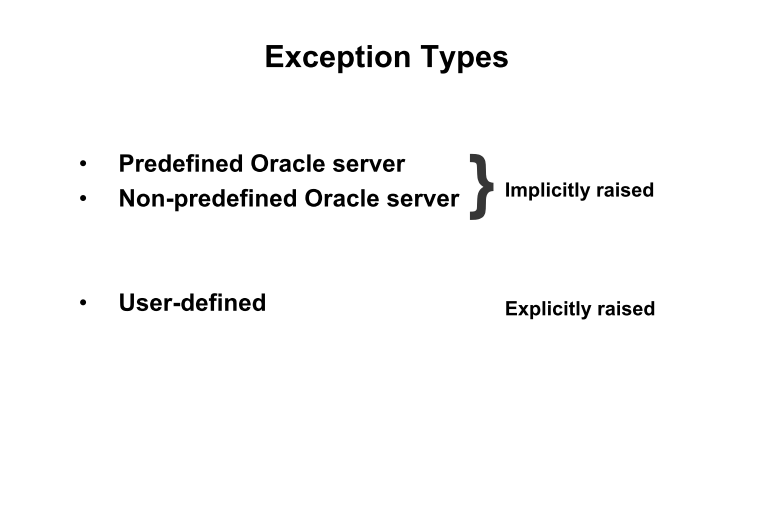 Exception Types
• Predefined Oracle server
• Non-predefined Oracle server
} Implicitly raised
• User-defined
Explicitly raised